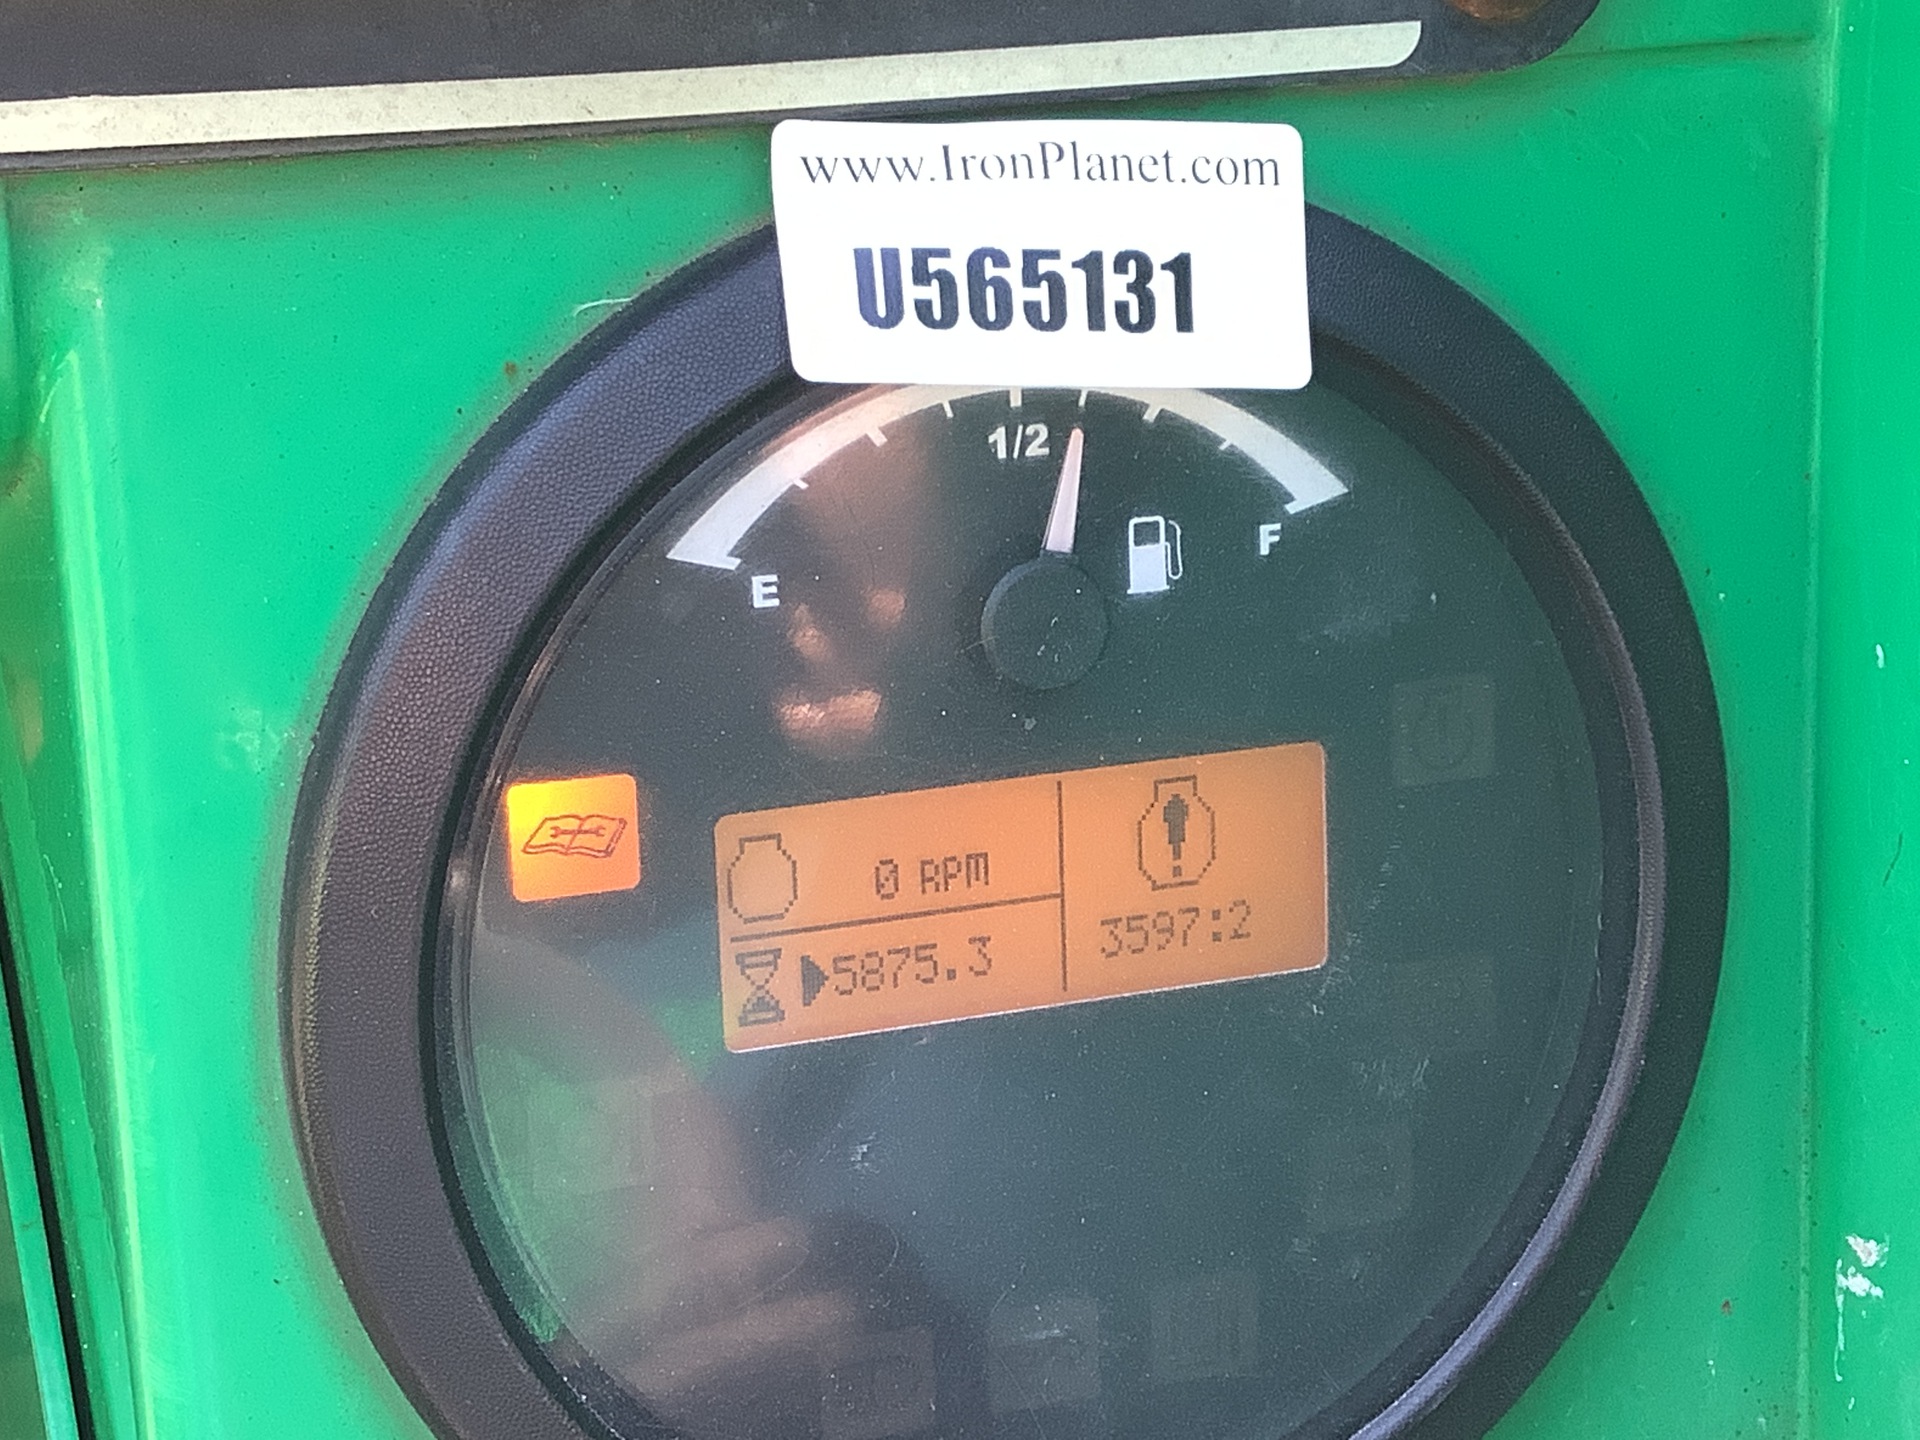 www.IronPlanet.com
U565131
1/2
E
F
0 RPM
5875.3
3597:2